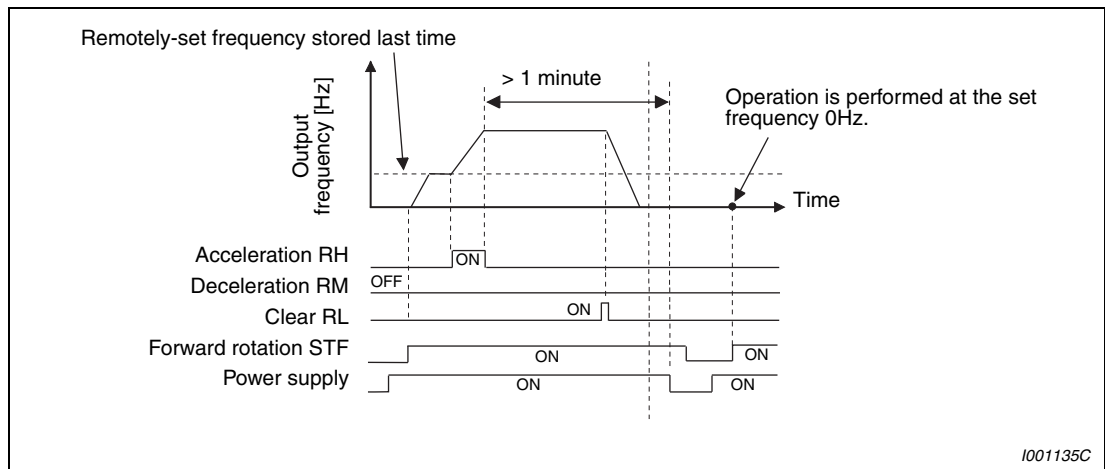 Remotely-set frequency stored last time
> 1 minute
Operation is performed at the set
frequency 0Hz.
Output
frequency [Hz]
Time
Acceleration RH
ON
Deceleration RM
OFF
Clear RL
ON
Forward rotation STF
ON
ON
Power supply
ON
ON
I001135C